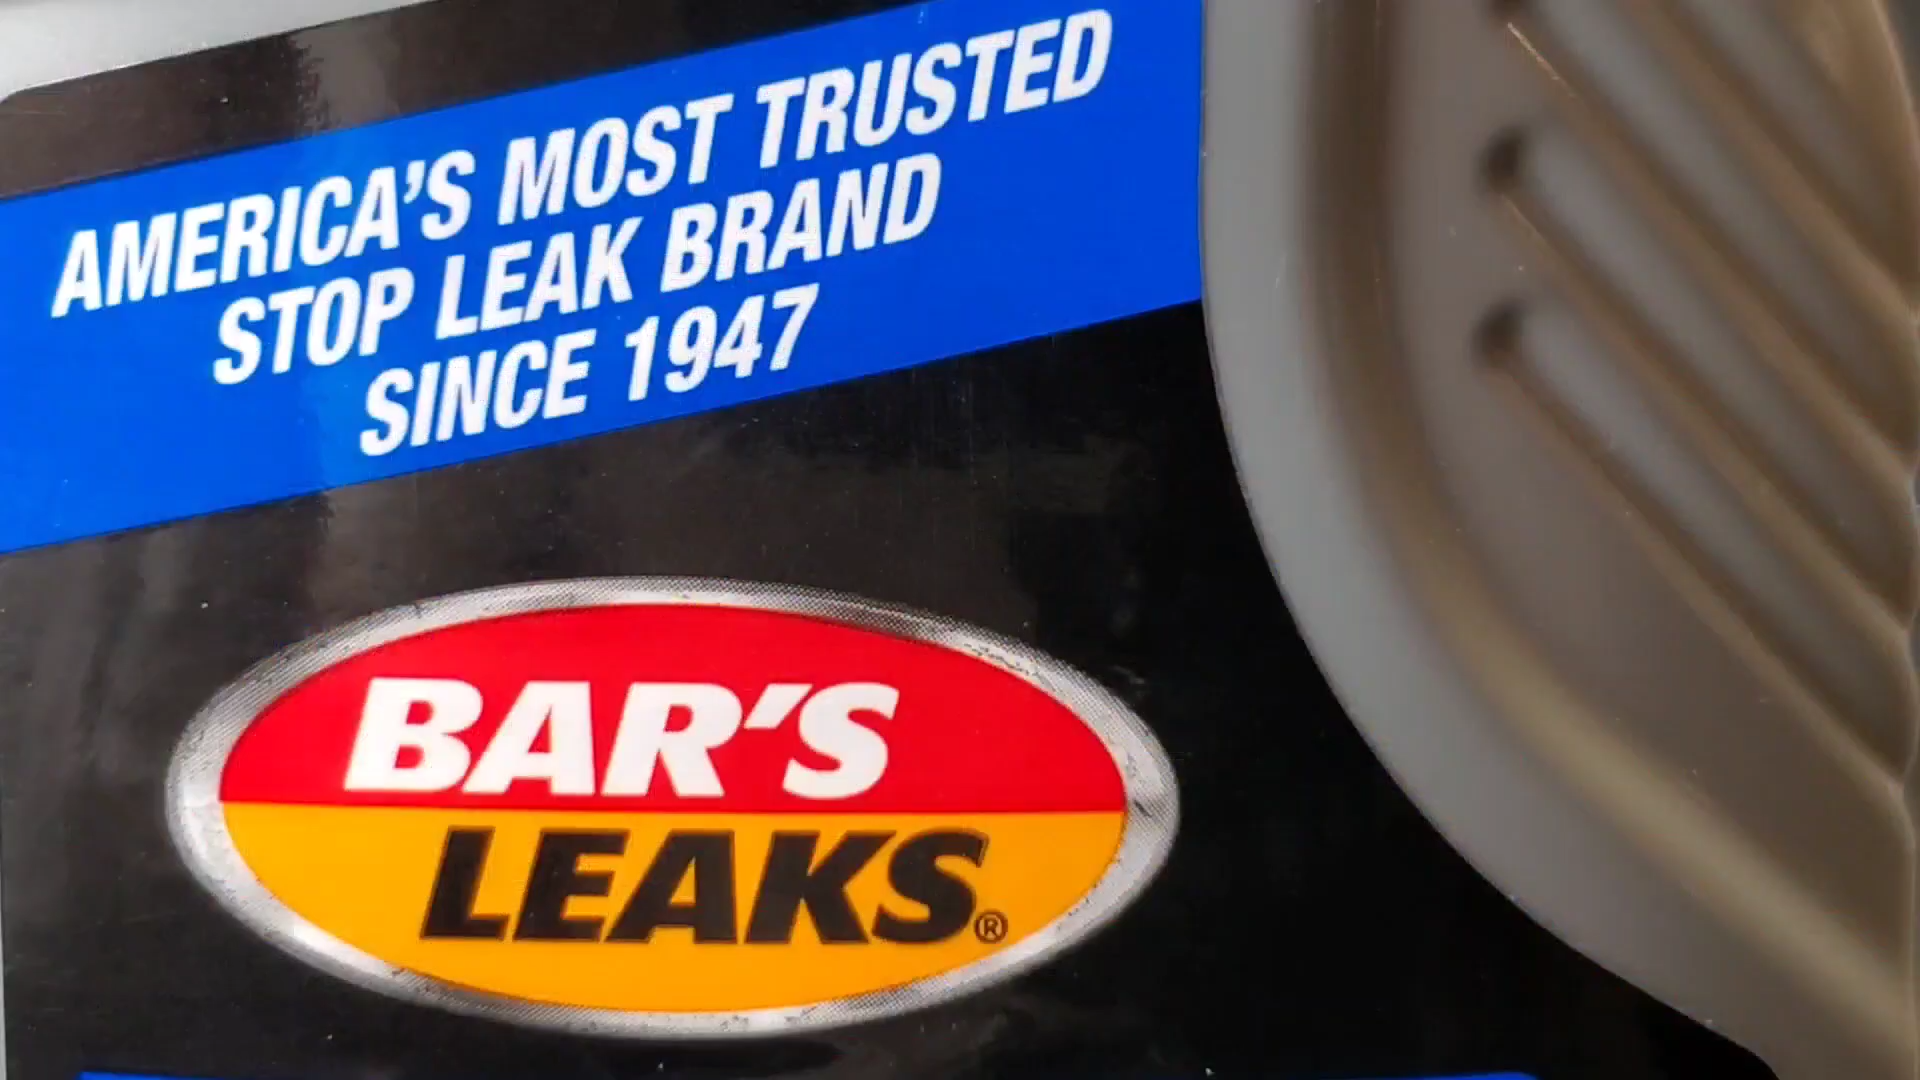 AMERICA'S MOST TRUSTED
STOP LEAK BRAND
SINCE 1947
BAR'S
LEAKS®